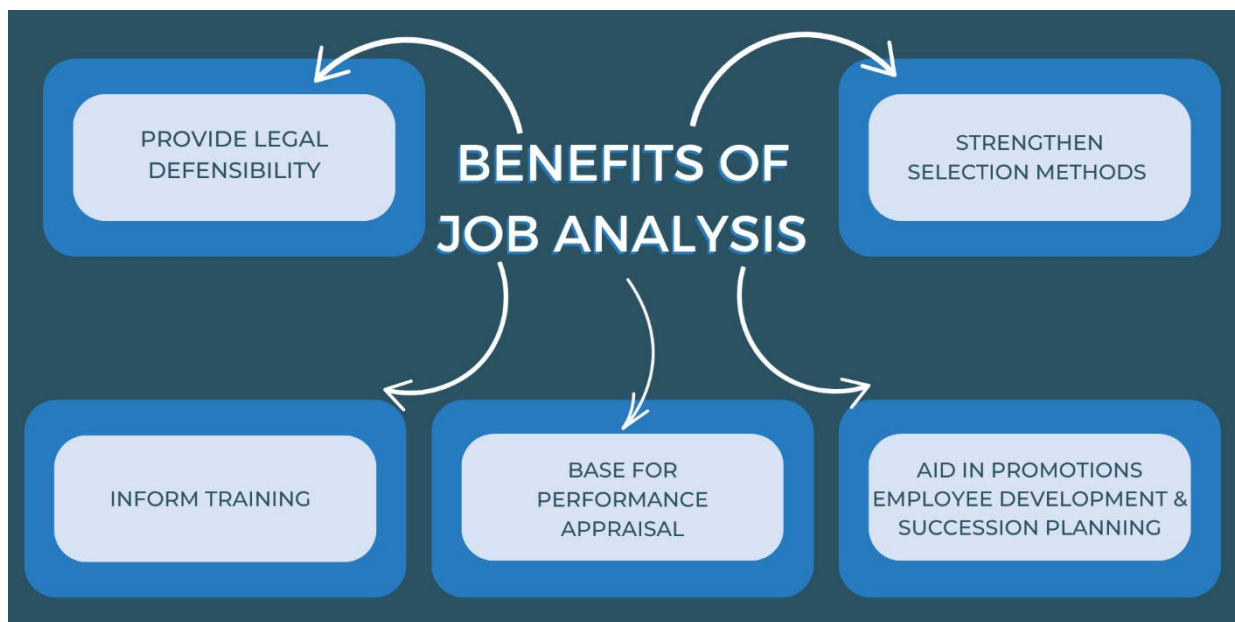 BENEFITS OF
JOB ANALYSIS
PROVIDE LEGAL
DEFENSIBILITY
STRENGTHEN
SELECTION METHODS
INFORM TRAINING
BASE FOR
PERFORMANCE
APPRAISAL
AID IN PROMOTIONS
EMPLOYEE DEVELOPMENT &
SUCCESSION PLANNING